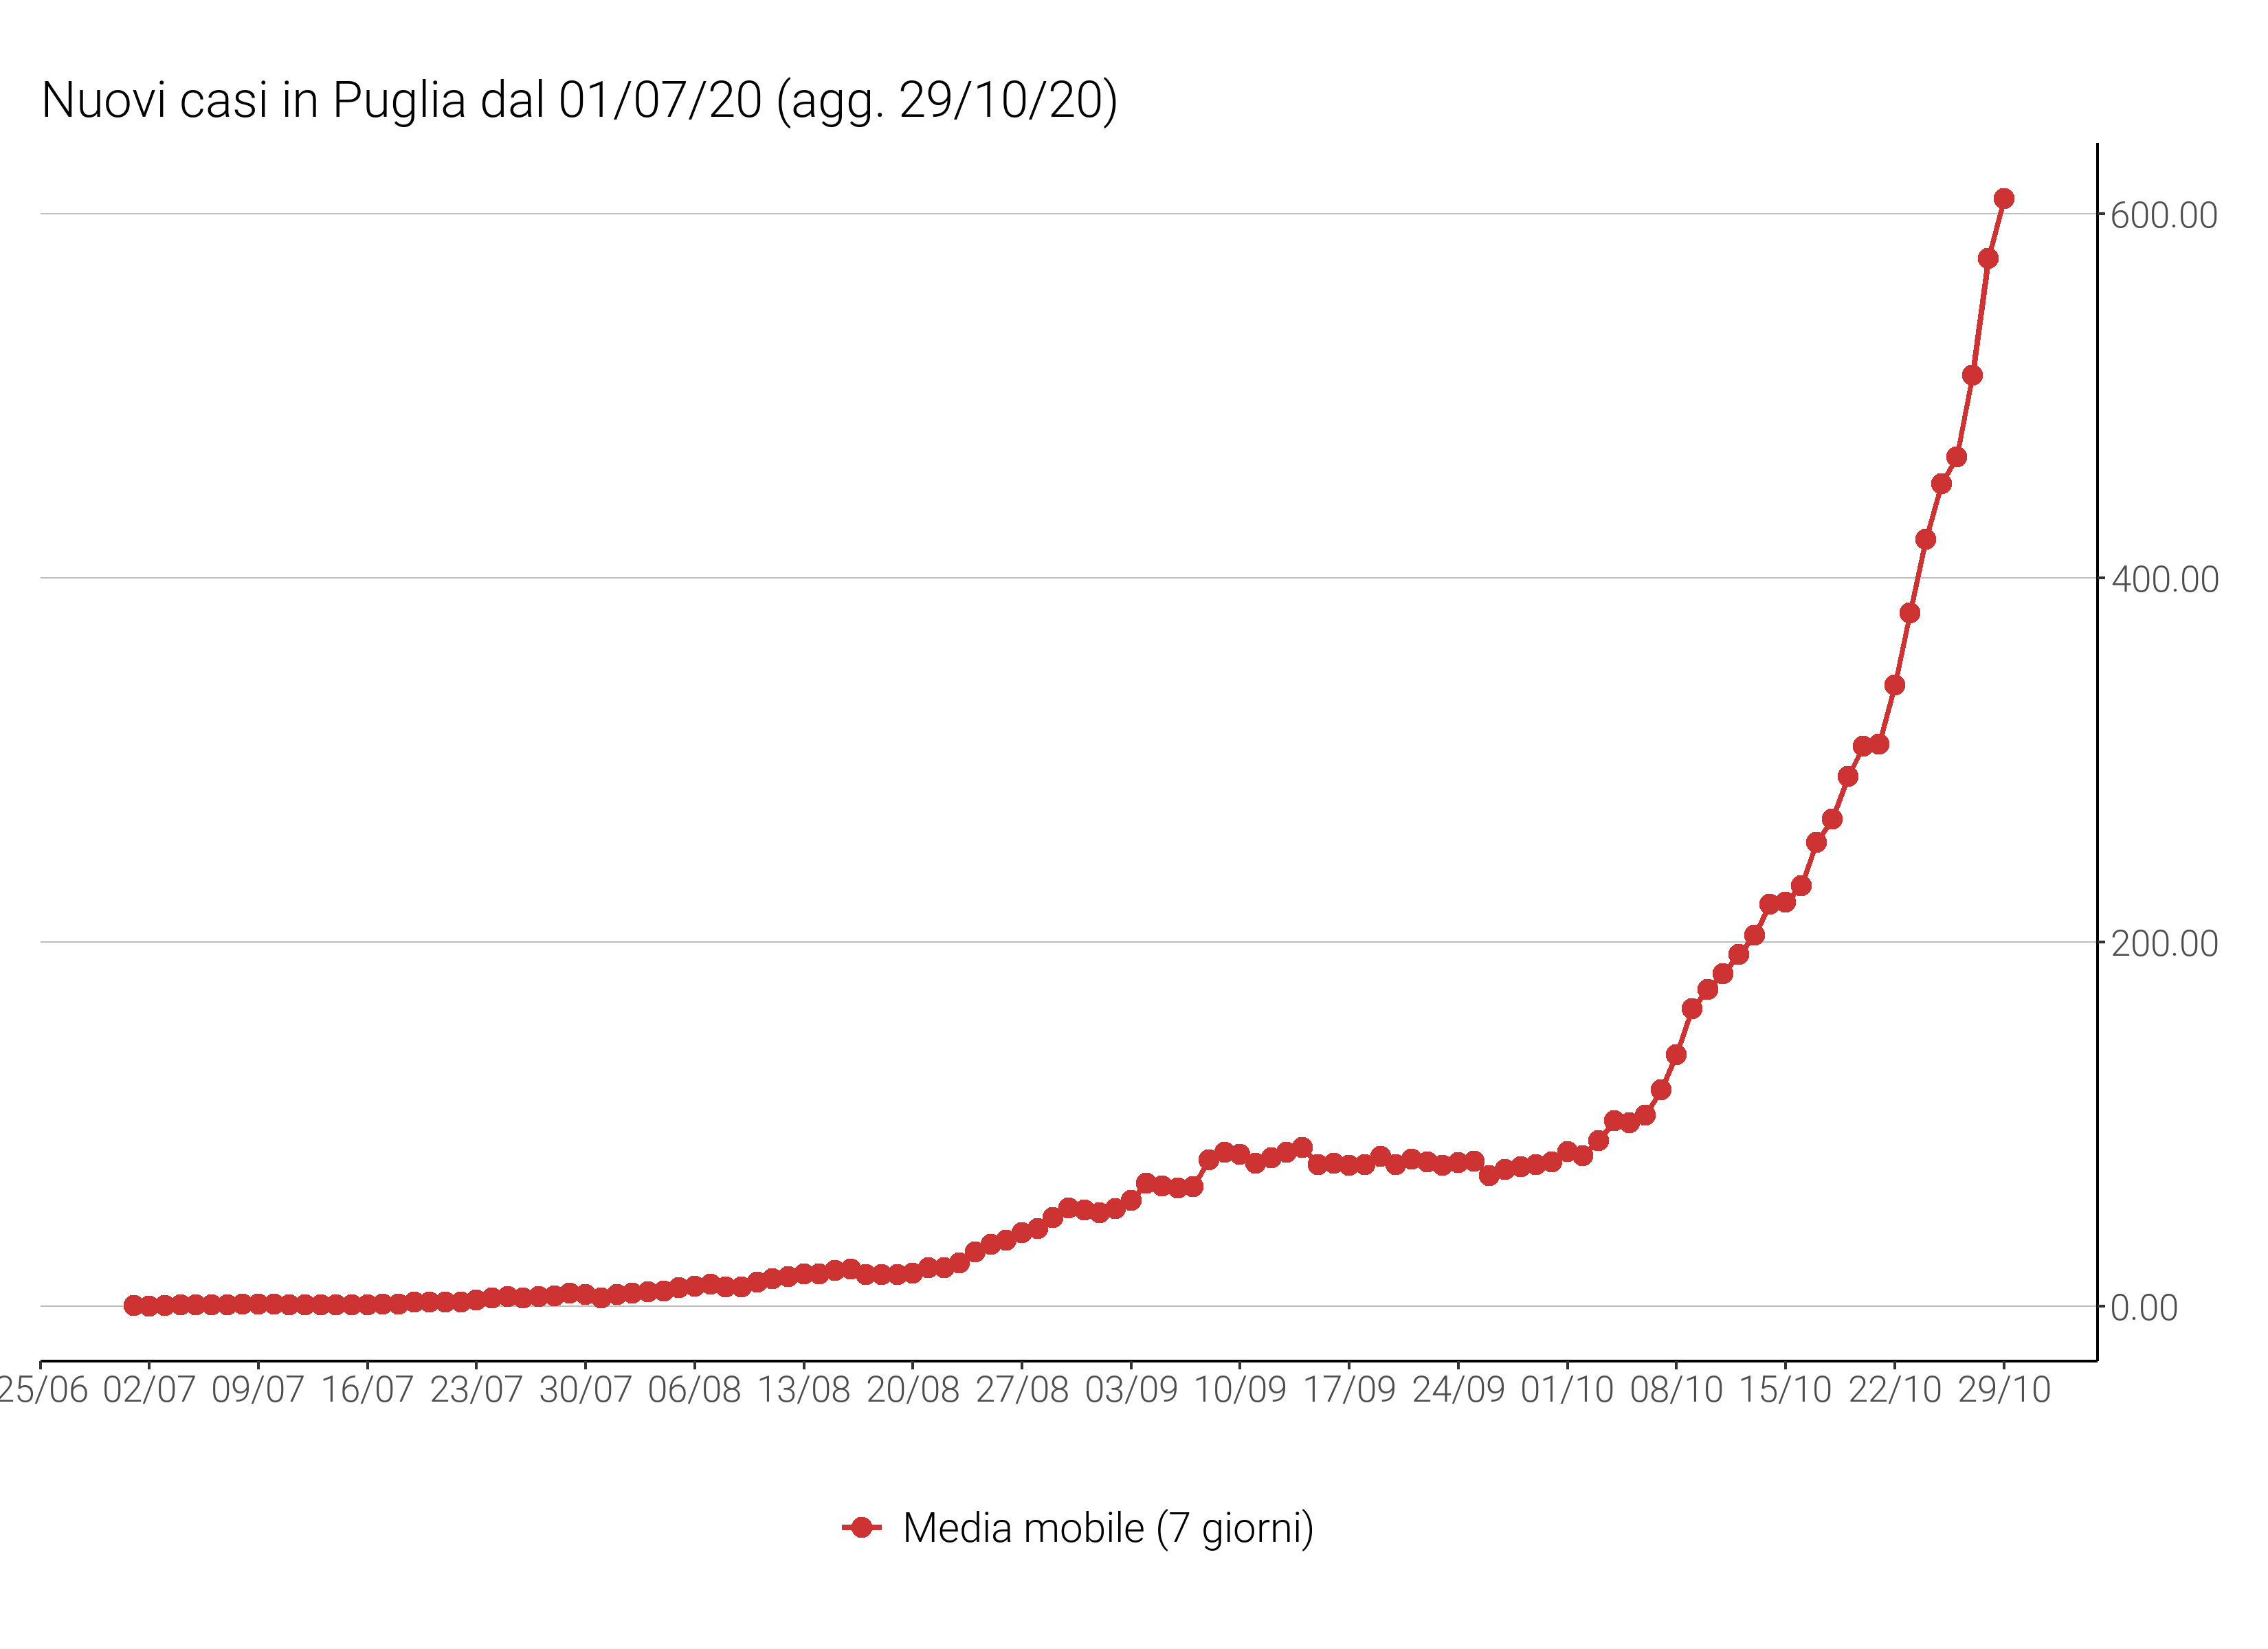 Nuovi casi in Puglia dal 01/07/20 (agg. 29/10/20)
600.00
400.00
200.00
0.00
25/06 02/07 09/07 16/07 23/07 30/07 06/08 13/08 20/08 27/08 03/09 10/09 17/09 24/09 01/10 08/10 15/10 22/10 29/10
Media mobile (7 giorni)